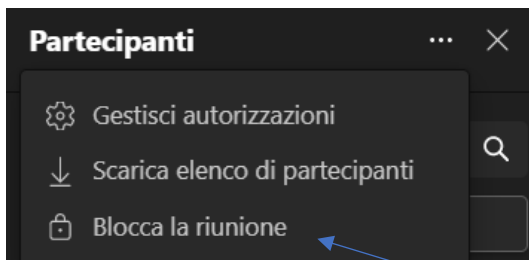 Partecipanti
Gestisci autorizzazioni
Scarica elenco di partecipanti
Blocca la riunione